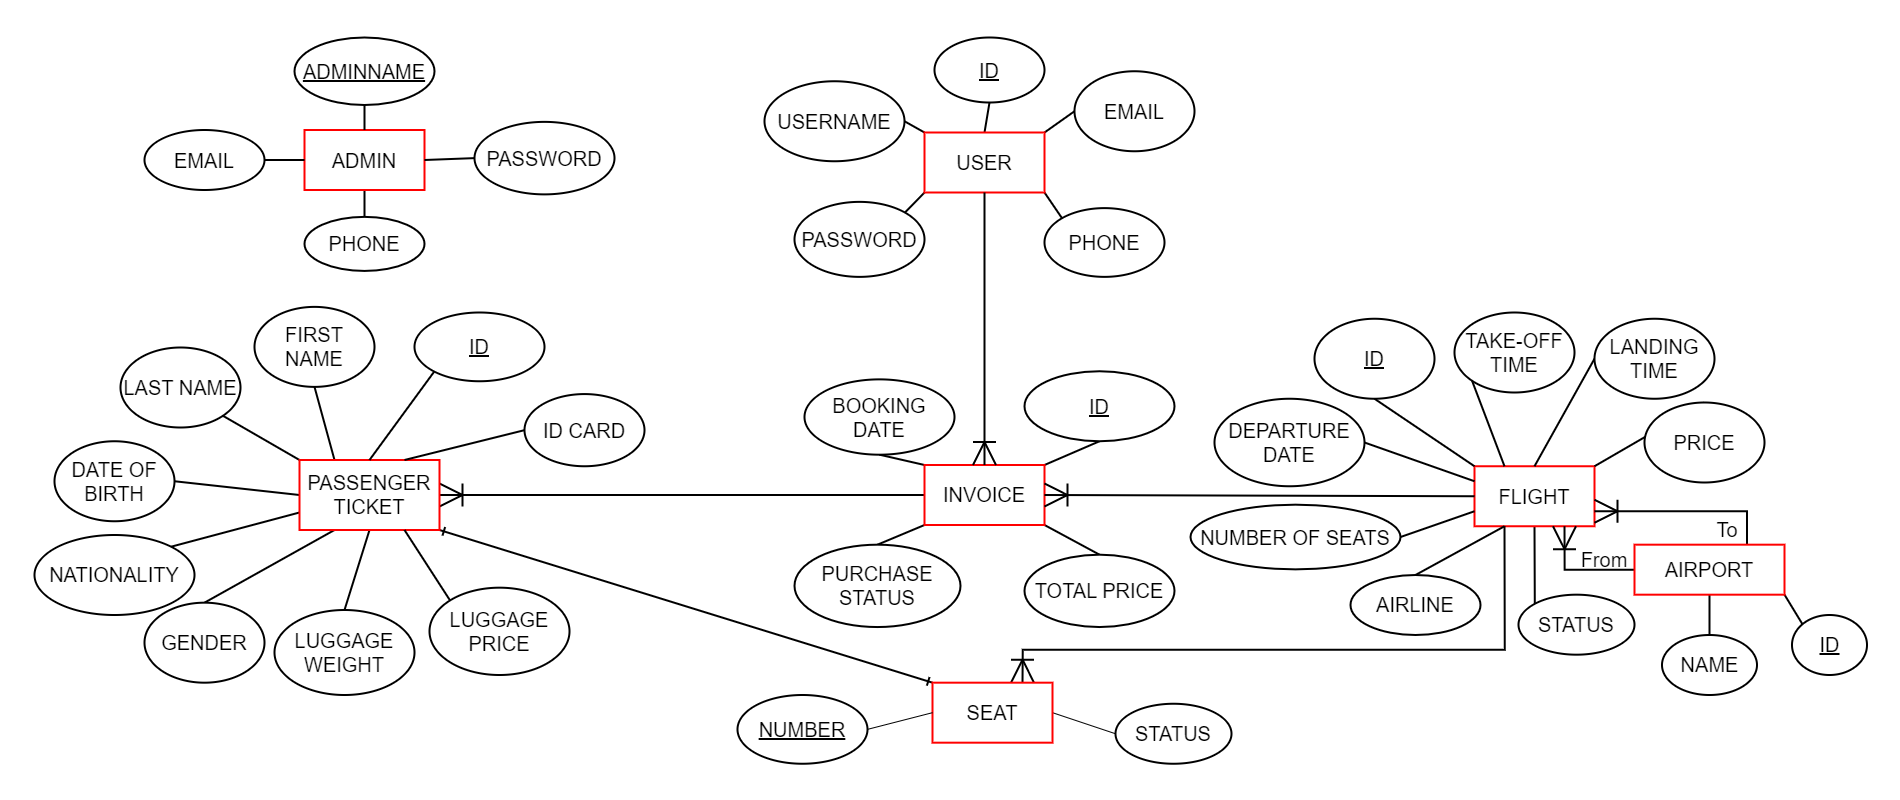 ADMINNAME
EMAIL
ADMIN
PASSWORD
PHONE
ID
USERNAME
EMAIL
USER
PASSWORD
PHONE
FIRST
NAME
ID
LAST NAME
ID CARD
DATE OF
BIRTH
PASSENGER
TICKET
NATIONALITY
GENDER
LUGGAGE
WEIGHT
LUGGAGE
PRICE
BOOKING
DATE
ID
INVOICE
PURCHASE
STATUS
TOTAL PRICE
ID
TAKE-OFF
TIME
LANDING
TIME
DEPARTURE
DATE
PRICE
FLIGHT
NUMBER OF SEATS
AIRLINE
STATUS
To
From
AIRPORT
NAME
ID
NUMBER
SEAT
STATUS